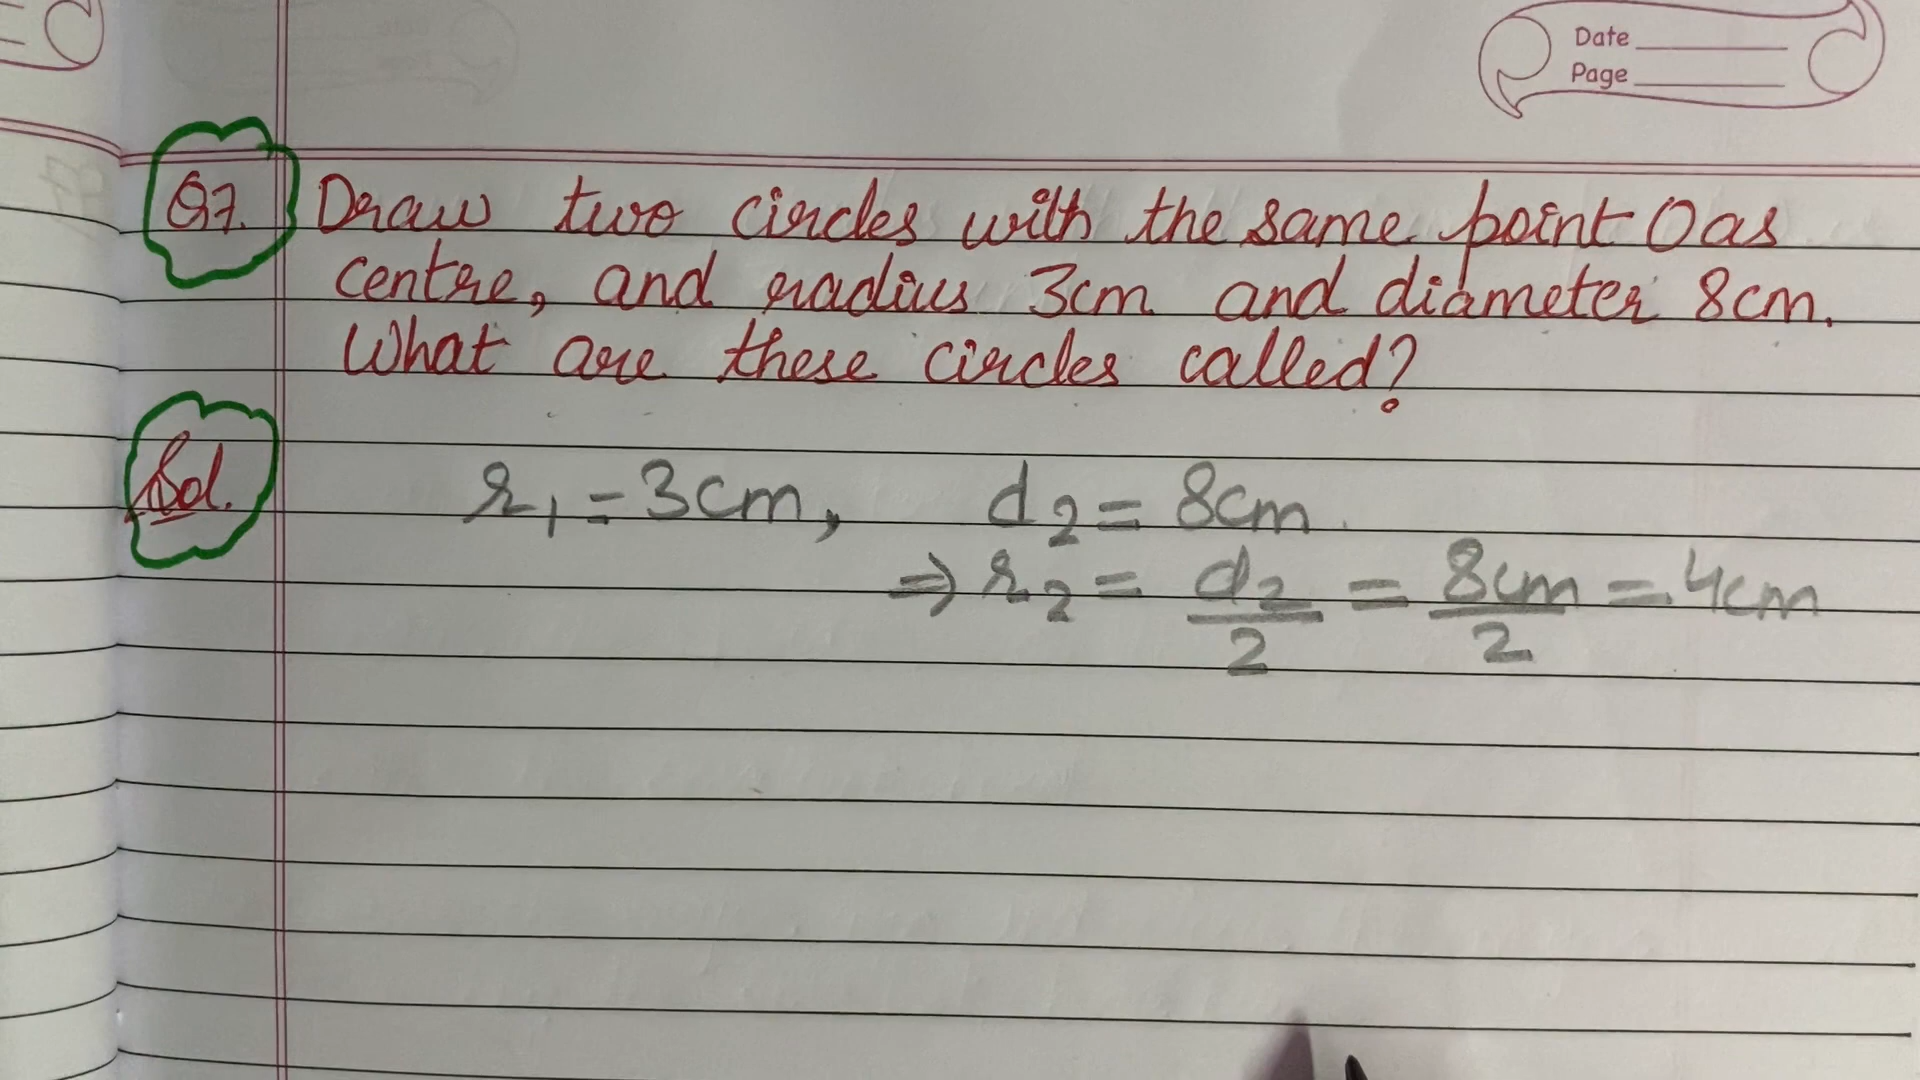 Date
Page
Q7. Draw two circles with the same point O as
centre, and radius 3cm and diameter 8cm.
What are these circles called?
Sol. r₁ = 3cm, d₂ = 8cm.
⇒ r₂ = d₂/2 = 8cm/2 = 4cm